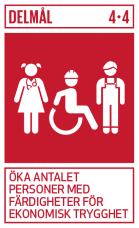 DELMÅL 4·4
ÖKA ANTALET
PERSONER MED
FÄRDIGHETER FÖR
EKONOMISK TRYGGHET